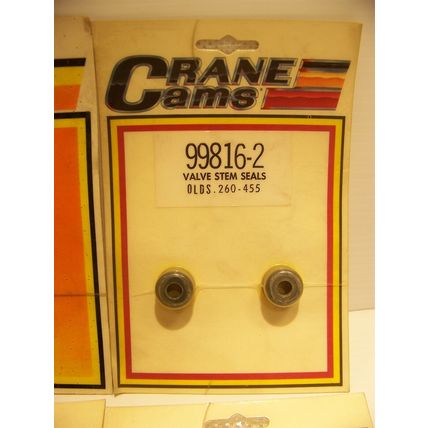 CRANE
Cams
99816-2
VALVE STEM SEALS
OLDS. 260-455